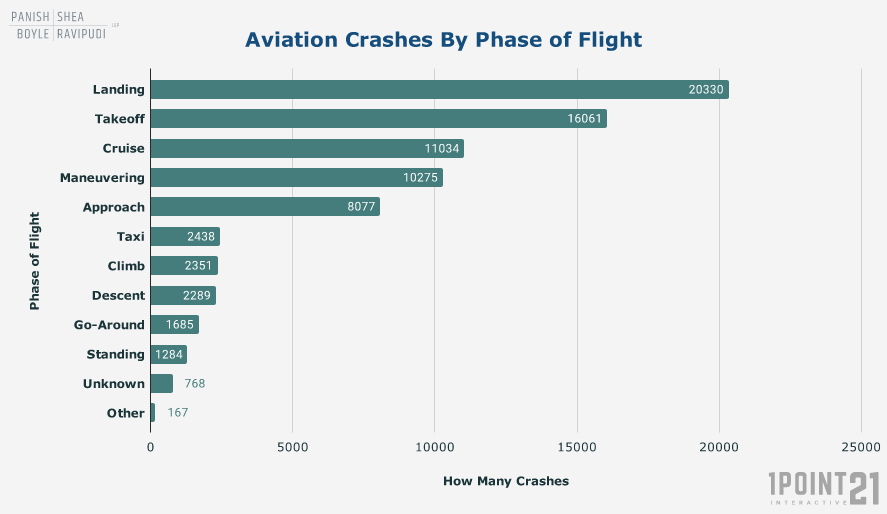 PANISH SHEA LLP
BOYLE RAVIPUDI
Aviation Crashes By Phase of Flight
Phase of Flight
Landing 20330
Takeoff 16061
Cruise 11034
Maneuvering 10275
Approach 8077
Taxi 2438
Climb 2351
Descent 2289
Go-Around 1685
Standing 1284
Unknown 768
Other 167
0 5000 10000 15000 20000 25000
How Many Crashes
1POINT21
INTERACTIVE